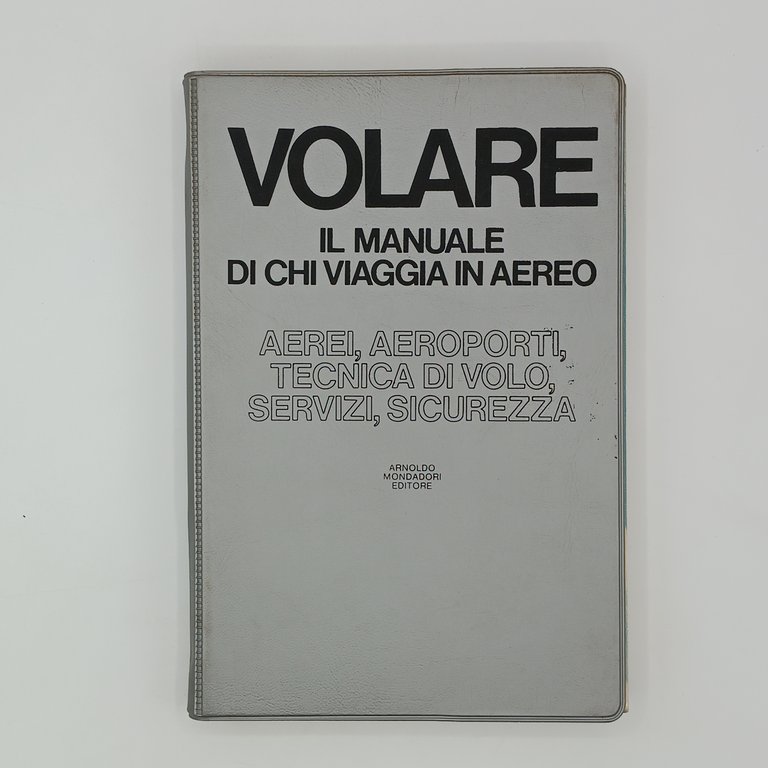 VOLARE
IL MANUALE
DI CHI VIAGGIA IN AEREO
AEREI, AEROPORTI,
TECNICA DI VOLO,
SERVIZI, SICUREZZA
ARNOLDO
MONDADORI
EDITORE